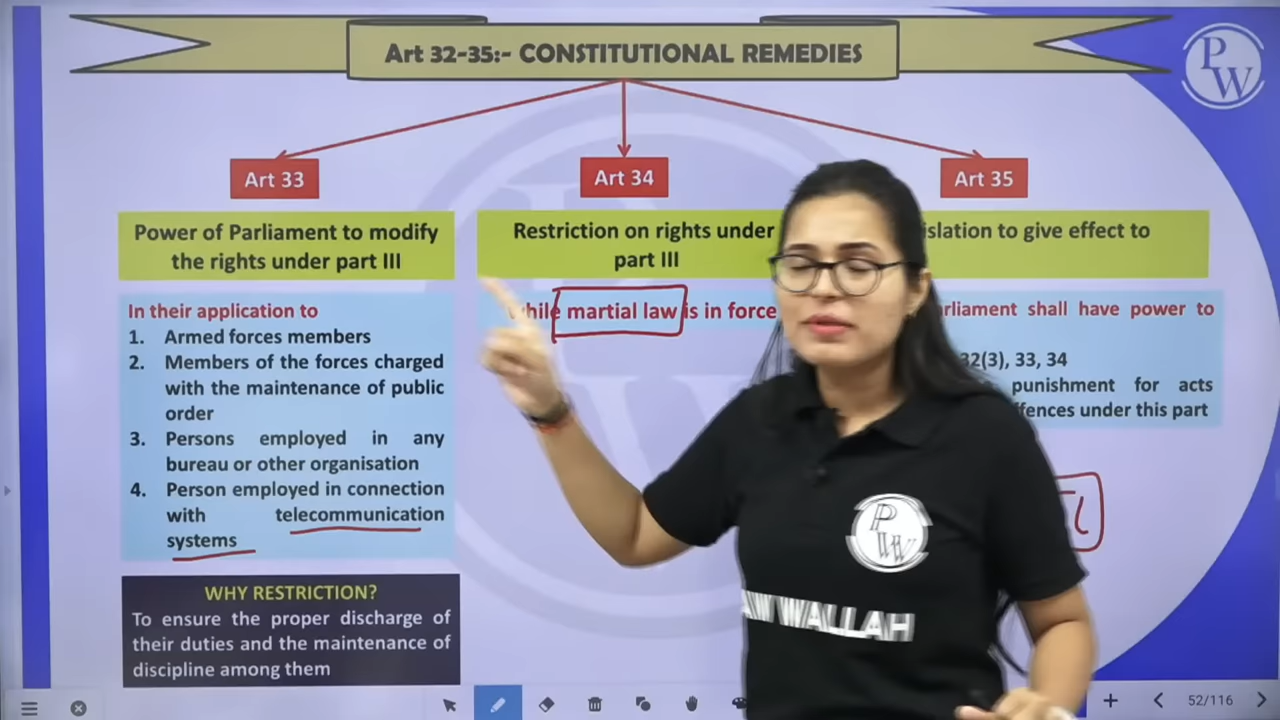 Art 32-35:- CONSTITUTIONAL REMEDIES
PW
Art 33
Art 34
Art 35
Power of Parliament to modify
the rights under part III
Restriction on rights under
part III
islation to give effect to
In their application to
1. Armed forces members
2. Members of the forces charged
with the maintenance of public
order
3. Persons employed in any
bureau or other organisation
4. Person employed in connection
with telecommunication
systems
while martial law is in force
rliament shall have power to
32(3), 33, 34
punishment for acts
ffences under this part
WHY RESTRICTION?
To ensure the proper discharge of
their duties and the maintenance of
discipline among them
PW
WALLAH
52/116